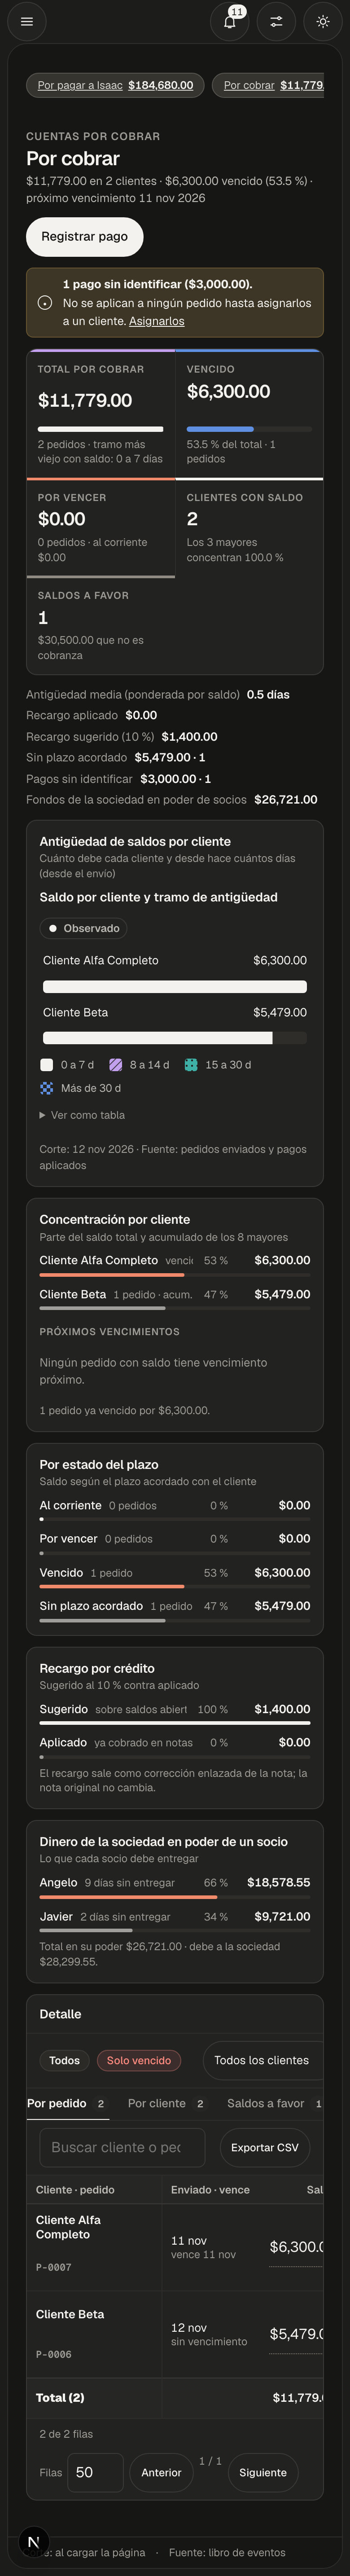 11
Por pagar a Isaac $184,680.00
Por cobrar $11,779.
CUENTAS POR COBRAR
Por cobrar
$11,779.00 en 2 clientes · $6,300.00 vencido (53.5 %) ·
próximo vencimiento 11 nov 2026
Registrar pago
1 pago sin identificar ($3,000.00).
No se aplican a ningún pedido hasta asignarlos
a un cliente. Asignarlos
TOTAL POR COBRAR
$11,779.00
2 pedidos · tramo más
viejo con saldo: 0 a 7 días
VENCIDO
$6,300.00
53.5 % del total · 1
pedidos
POR VENCER
$0.00
0 pedidos · al corriente
$0.00
CLIENTES CON SALDO
2
Los 3 mayores
concentran 100.0 %
SALDOS A FAVOR
1
$30,500.00 que no es
cobranza
Antigüedad media (ponderada por saldo) 0.5 días
Recargo aplicado $0.00
Recargo sugerido (10 %) $1,400.00
Sin plazo acordado $5,479.00 · 1
Pagos sin identificar $3,000.00 · 1
Fondos de la sociedad en poder de socios $26,721.00
Antigüedad de saldos por cliente
Cuánto debe cada cliente y desde hace cuántos días
(desde el envío)
Saldo por cliente y tramo de antigüedad
Observado
Cliente Alfa Completo $6,300.00
Cliente Beta $5,479.00
0 a 7 d 8 a 14 d 15 a 30 d
Más de 30 d
Ver como tabla
Corte: 12 nov 2026 · Fuente: pedidos enviados y pagos
aplicados
Concentración por cliente
Parte del saldo total y acumulado de los 8 mayores
Cliente Alfa Completo venci 53 % $6,300.00
Cliente Beta 1 pedido · acum. 47 % $5,479.00
PRÓXIMOS VENCIMIENTOS
Ningún pedido con saldo tiene vencimiento
próximo.
1 pedido ya vencido por $6,300.00.
Por estado del plazo
Saldo según el plazo acordado con el cliente
Al corriente 0 pedidos 0 % $0.00
Por vencer 0 pedidos 0 % $0.00
Vencido 1 pedido 53 % $6,300.00
Sin plazo acordado 1 pedido 47 % $5,479.00
Recargo por crédito
Sugerido al 10 % contra aplicado
Sugerido sobre saldos abiert 100 % $1,400.00
Aplicado ya cobrado en notas 0 % $0.00
El recargo sale como corrección enlazada de la nota; la
nota original no cambia.
Dinero de la sociedad en poder de un socio
Lo que cada socio debe entregar
Angelo 9 días sin entregar 66 % $18,578.55
Javier 2 días sin entregar 34 % $9,721.00
Total en su poder $26,721.00 · debe a la sociedad
$28,299.55.
Detalle
Todos Solo vencido Todos los clientes
Por pedido 2 Por cliente 2 Saldos a favor 1
Buscar cliente o pec Exportar CSV
Cliente · pedido Enviado · vence Sal
Cliente Alfa
Completo
P-0007
11 nov
vence 11 nov
$6,300.0
Cliente Beta
P-0006
12 nov
sin vencimiento
$5,479.0
Total (2) $11,779.0
2 de 2 filas
Filas 50 Anterior 1 / 1 Siguiente
N
: al cargar la página · Fuente: libro de eventos